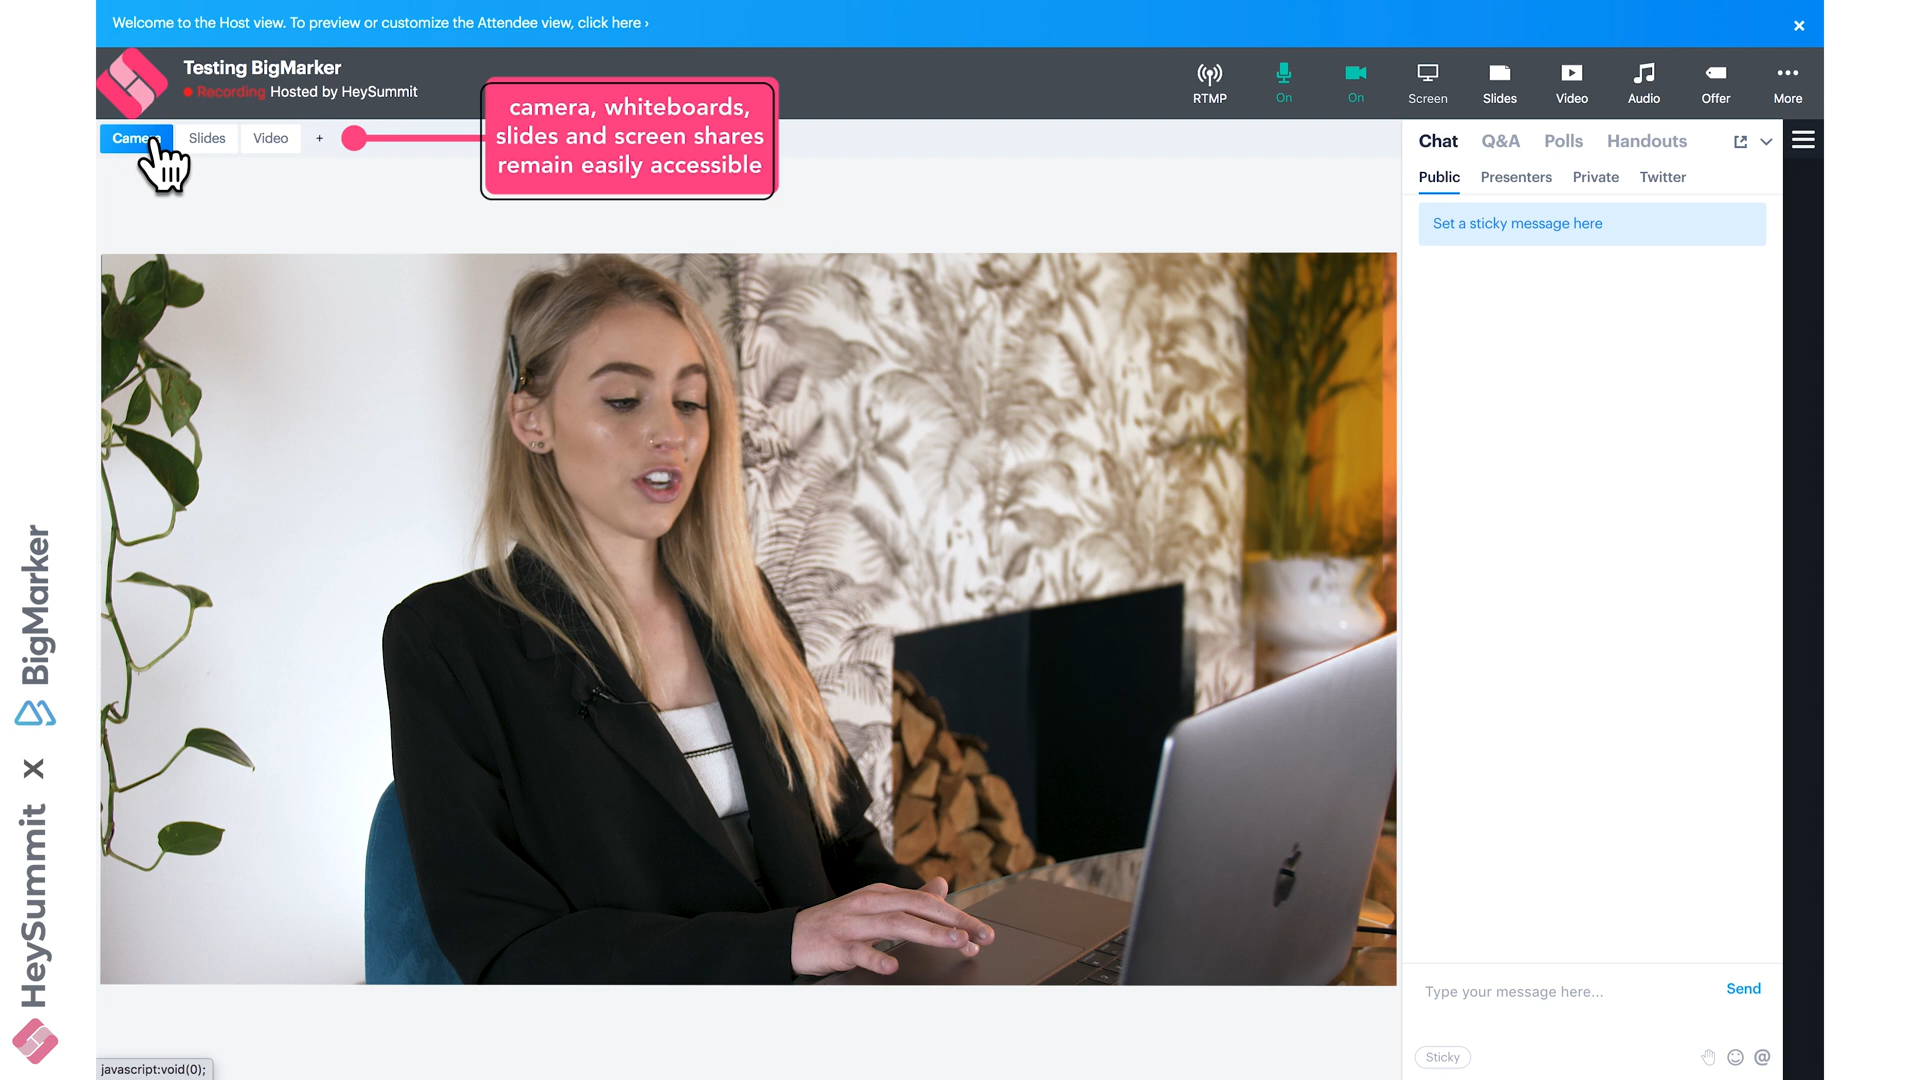 Welcome to the Host view. To preview or customize the Attendee view, click here ›
Testing BigMarker
Recording Hosted by HeySummit
RTMP
On
On
Screen
Slides
Video
Audio
Offer
More
Camera
Slides
Video
+
camera, whiteboards,
slides and screen shares
remain easily accessible
Chat
Q&A
Polls
Handouts
Public
Presenters
Private
Twitter
Set a sticky message here
Type your message here...
Send
Sticky
@
javascript:void(0);
HeySummit x BigMarker